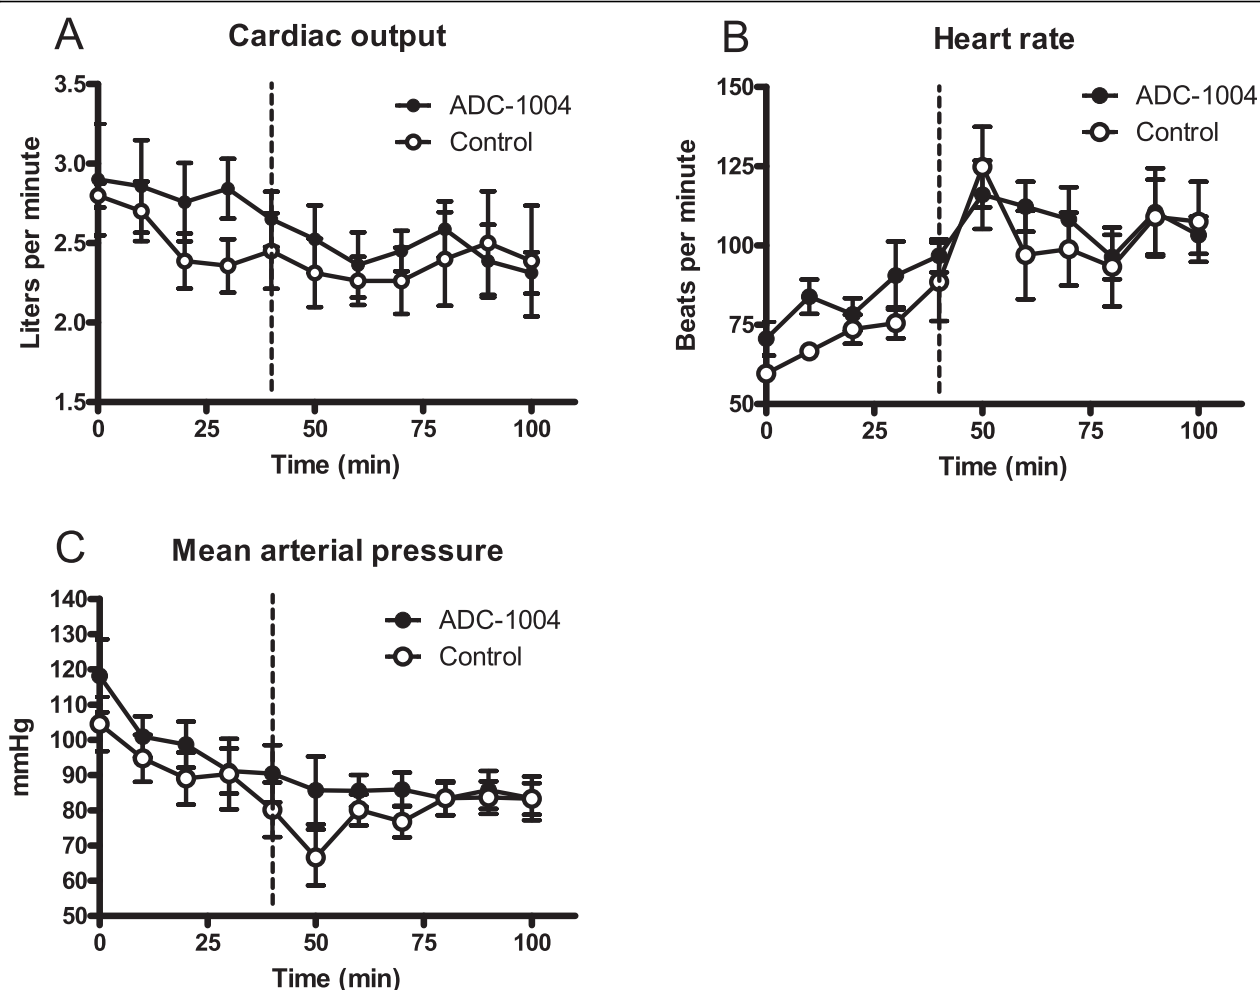 A
Cardiac output
3.5
3.0
2.5
2.0
1.5
Liters per minute
ADC-1004
Control
0 25 50 75 100
Time (min)
B
Heart rate
150
125
100
75
50
Beats per minute
ADC-1004
Control
0 25 50 75 100
Time (min)
C
Mean arterial pressure
140
130
120
110
100
90
80
70
60
50
mmHg
ADC-1004
Control
0 25 50 75 100
Time (min)